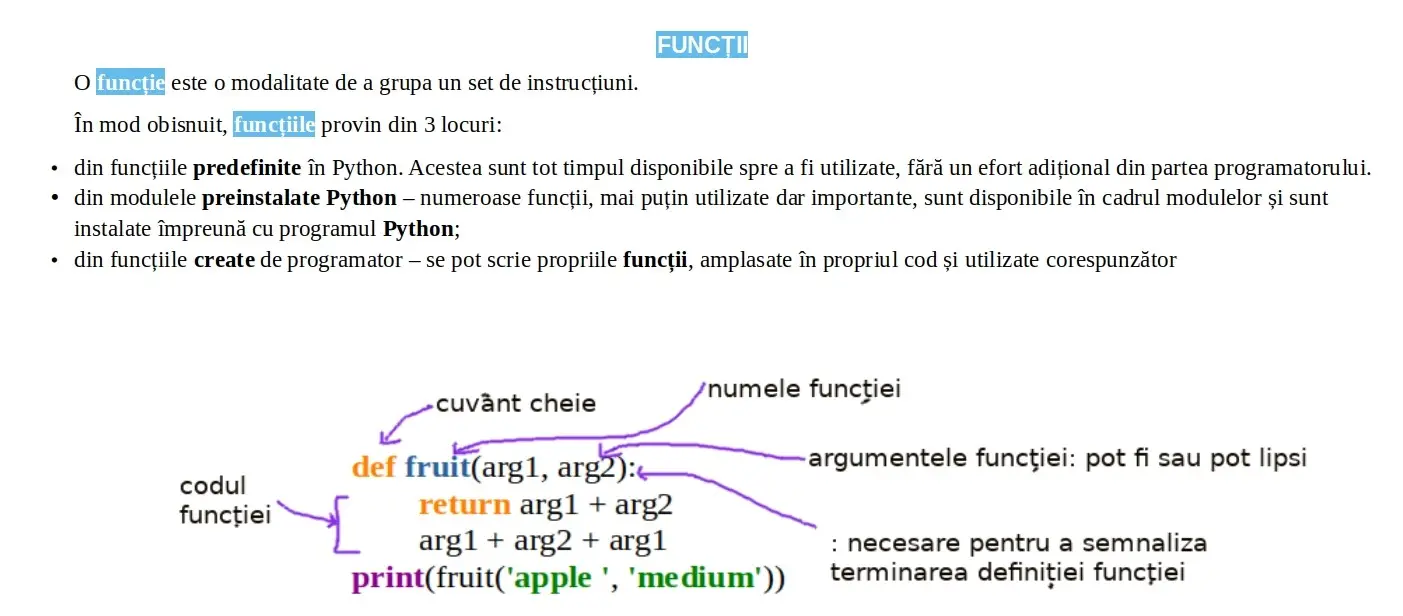 FUNCȚII
O funcție este o modalitate de a grupa un set de instrucțiuni.
În mod obisnuit, funcțiile provin din 3 locuri:
• din funcțiile predefinite în Python. Acestea sunt tot timpul disponibile spre a fi utilizate, fără un efort adițional din partea programatorului.
• din modulele preinstalate Python – numeroase funcții, mai puțin utilizate dar importante, sunt disponibile în cadrul modulelor și sunt
instalate împreună cu programul Python;
• din funcțiile create de programator – se pot scrie propriile funcții, amplasate în propriul cod și utilizate corespunzător
numele funcției
cuvânt cheie
argumentele funcției: pot fi sau pot lipsi
def fruit(arg1, arg2):
codul
funcției
return arg1 + arg2
arg1 + arg2 + arg1
: necesare pentru a semnaliza
terminarea definiției funcției
print(fruit('apple ', 'medium'))